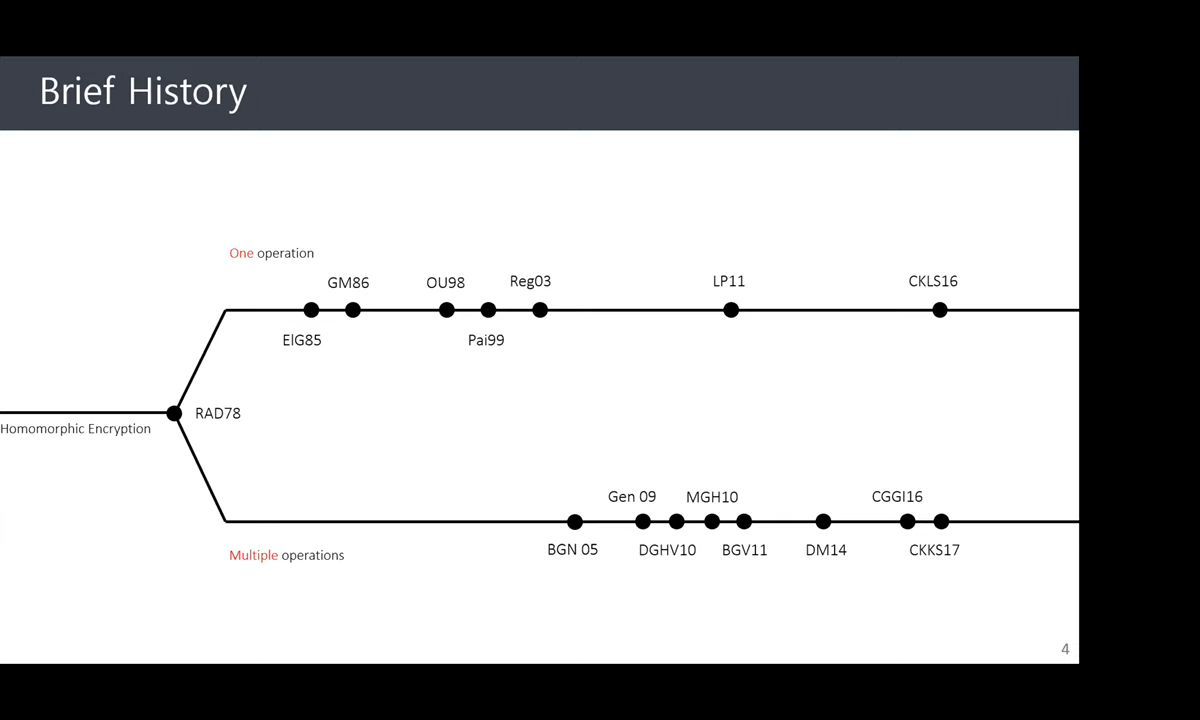 Brief History
One operation
GM86
OU98
Reg03
LP11
CKLS16
ElG85
Pai99
RAD78
Homomorphic Encryption
Gen 09
MGH10
CGGI16
BGN 05
DGHV10
BGV11
DM14
CKKS17
Multiple operations
4